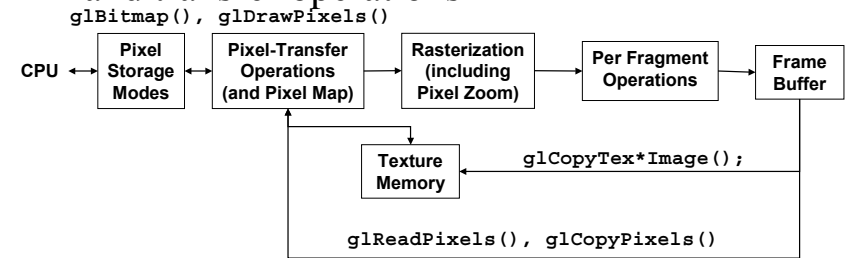 glBitmap(), glDrawPixels()
CPU
Pixel
Storage
Modes
Pixel-Transfer
Operations
(and Pixel Map)
Rasterization
(including
Pixel Zoom)
Per Fragment
Operations
Frame
Buffer
Texture
Memory
glCopyTex*Image();
glReadPixels(), glCopyPixels()